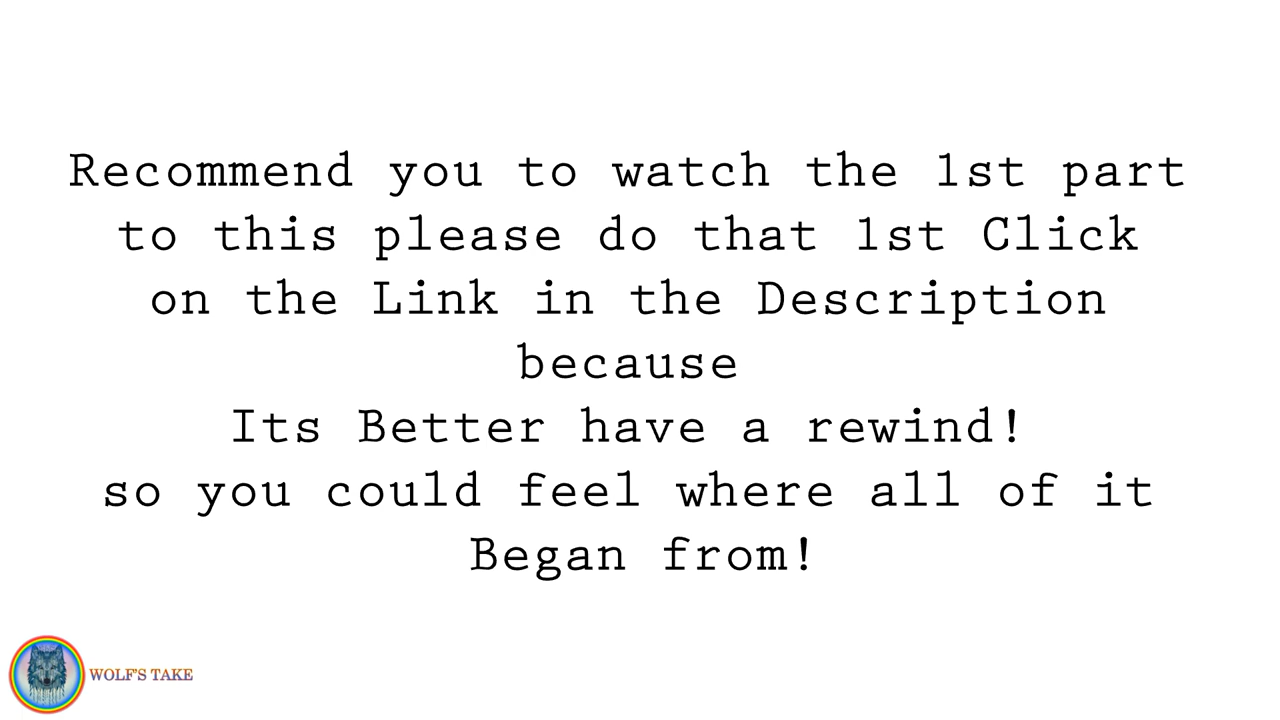 Recommend you to watch the 1st part
to this please do that 1st Click
on the Link in the Description
because
Its Better have a rewind!
so you could feel where all of it
Began from!
WOLF'S TAKE